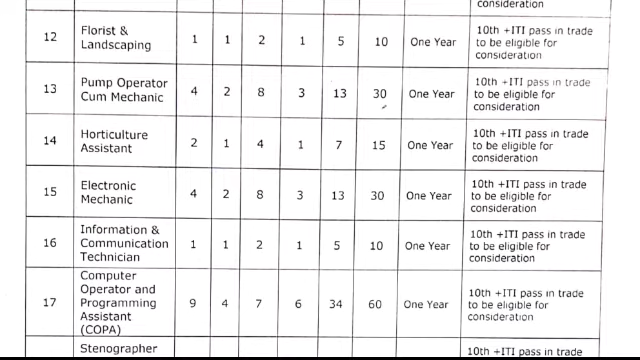 consideration
12 Florist & Landscaping 1 1 2 1 5 10 One Year 10th +ITI pass in trade to be eligible for consideration
13 Pump Operator Cum Mechanic 4 2 8 3 13 30 One Year 10th +ITI pass in trade to be eligible for consideration
14 Horticulture Assistant 2 1 4 1 7 15 One Year 10th +ITI pass in trade to be eligible for consideration
15 Electronic Mechanic 4 2 8 3 13 30 One Year 10th +ITI pass in trade to be eligible for consideration
16 Information & Communication Technician 1 1 2 1 5 10 One Year 10th +ITI pass in trade to be eligible for consideration
17 Computer Operator and Programming Assistant (COPA) 9 4 7 6 34 60 One Year 10th +ITI pass in trade to be eligible for consideration
Stenographer 10th +ITI pass in trade